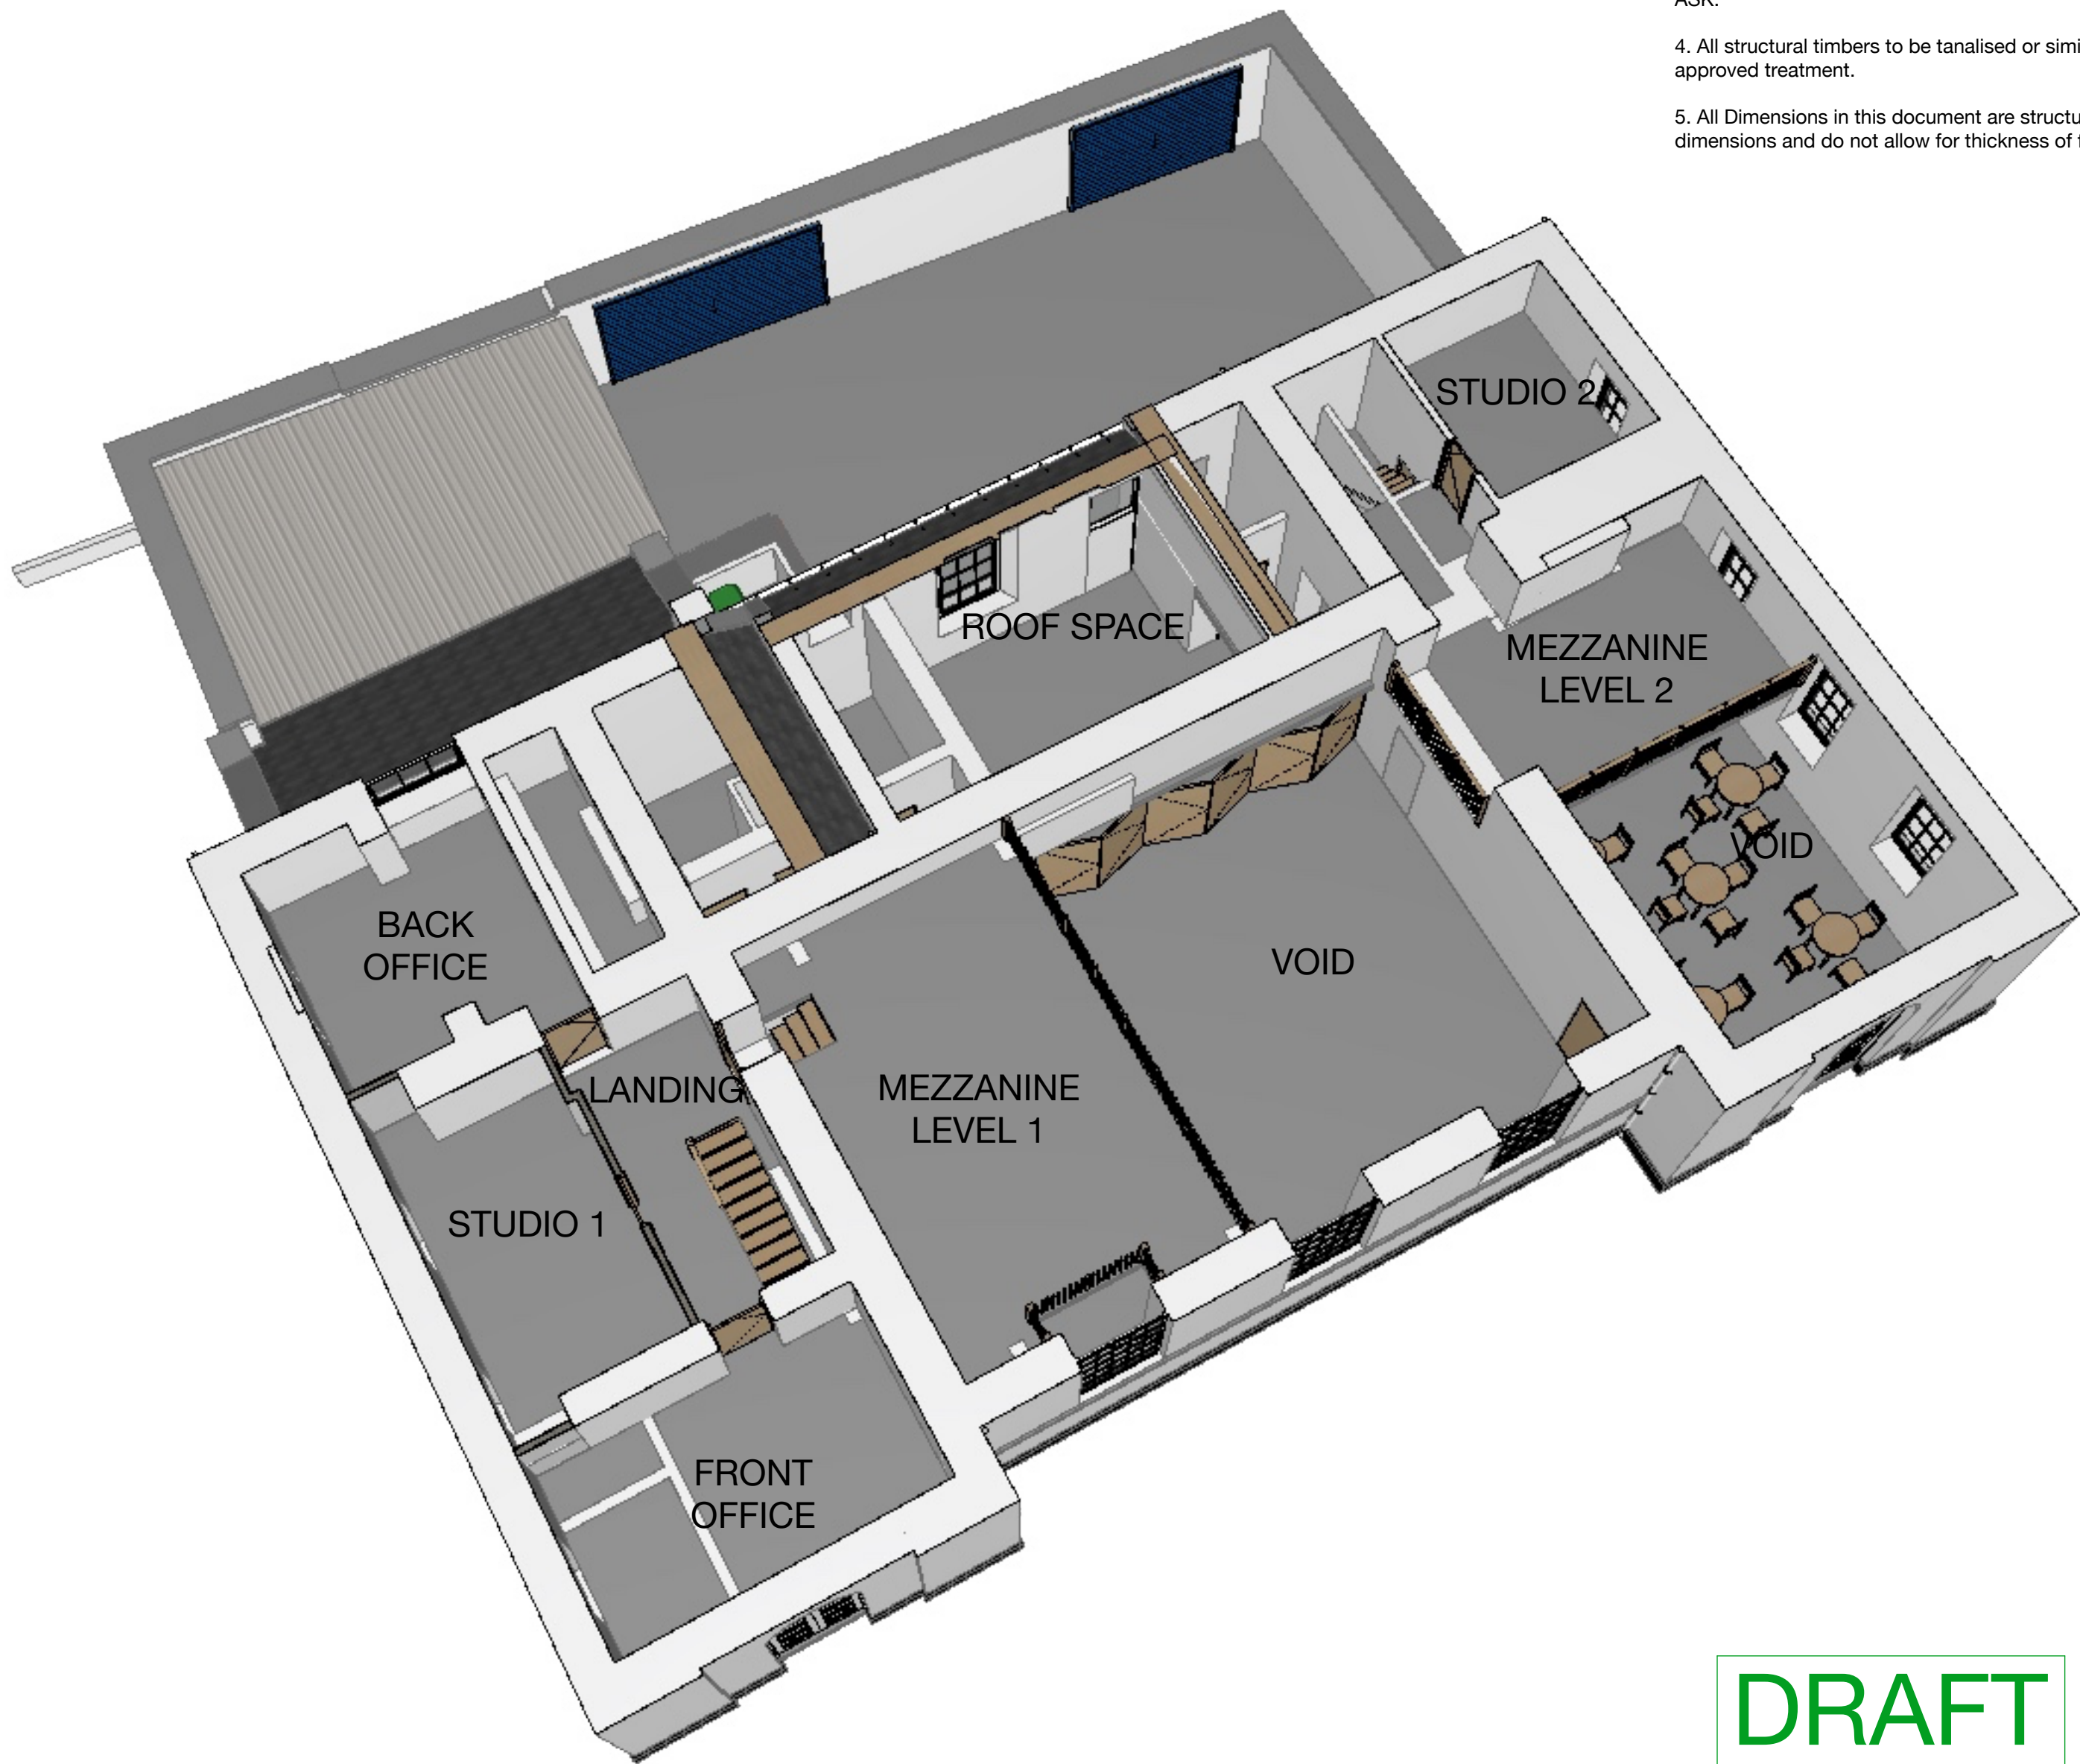 ASK.
4. All structural timbers to be tanalised or
approved treatment.
5. All Dimensions in this document are
dimensions and do not allow for thickness of
STUDIO 2
ROOF SPACE
MEZZANINE
LEVEL 2
VOID
BACK
OFFICE
VOID
LANDING
MEZZANINE
LEVEL 1
STUDIO 1
FRONT
OFFICE
DRAFT